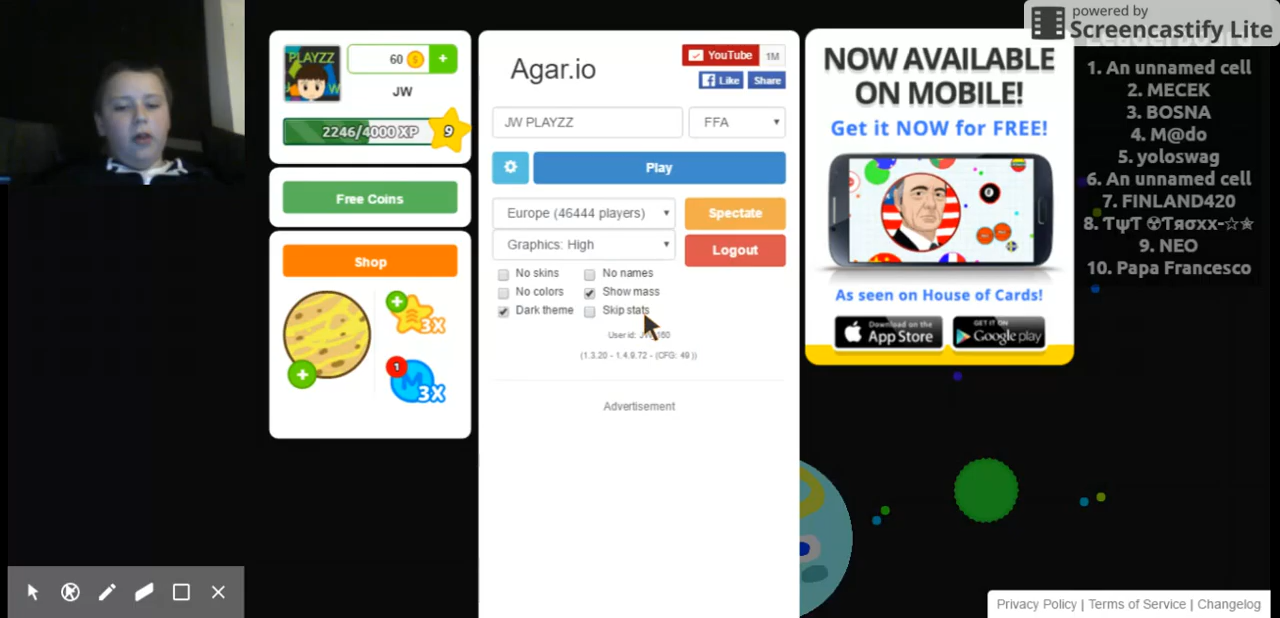 powered by
Screencastify Lite
PLAYZZ
60
+
JW
2246/4000 XP
9
Free Coins
Shop
+
3X
1
M
3X
+
Agar.io
YouTube 1M
Like Share
JW PLAYZZ
FFA
Play
Europe (46444 players)
Spectate
Graphics: High
Logout
No skins
No names
No colors
Show mass
Dark theme
Skip stats
User id:
(1.3.20 - 1.4.9.72 - (CFG: 49 ))
Advertisement
NOW AVAILABLE
ON MOBILE!
Get it NOW for FREE!
8
As seen on House of Cards!
Download on the
App Store
GET IT ON
Google play
1. An unnamed cell
2. MECEK
3. BOSNA
4. M@do
5. yoloswag
6. An unnamed cell
7. FINLAND420
8. TψT ☢Tяσxx-☆✯
9. NEO
10. Papa Francesco
Privacy Policy | Terms of Service | Changelog